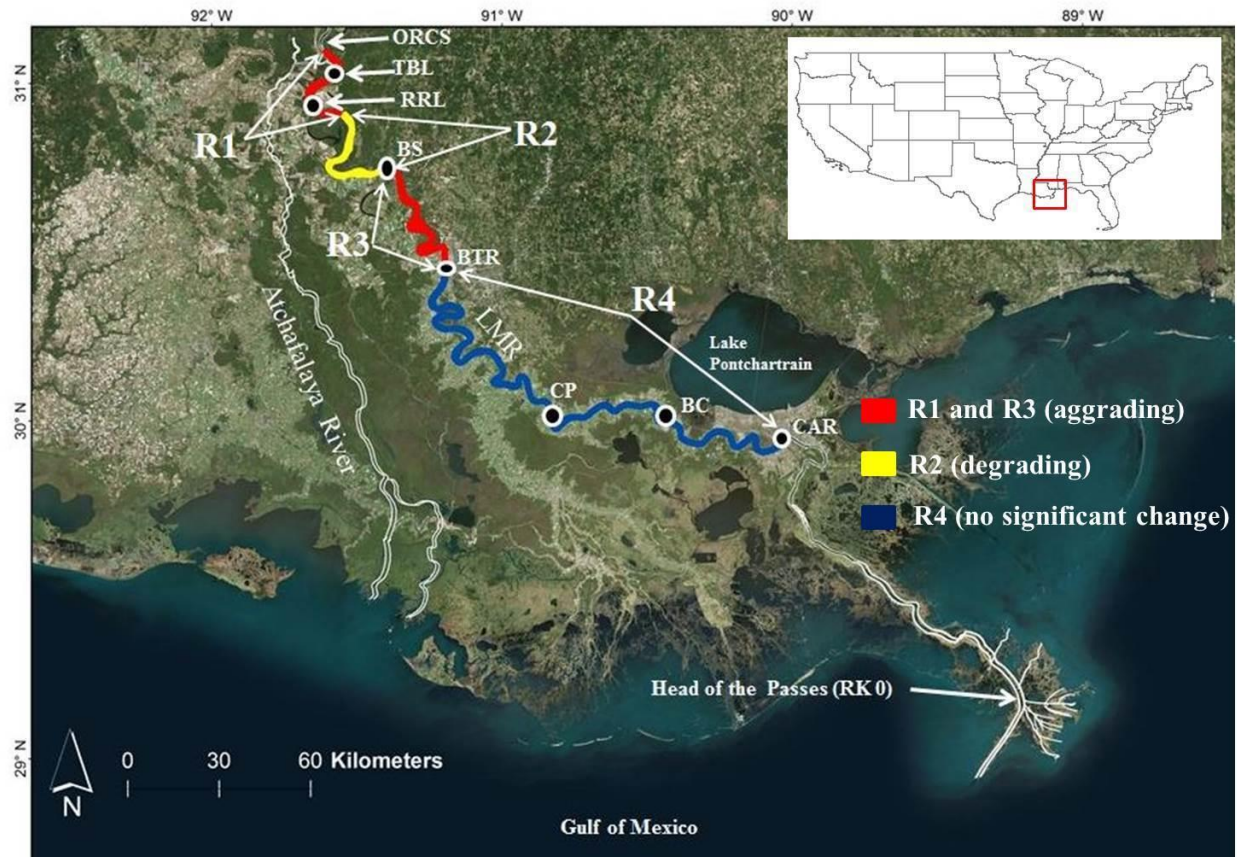 92° W
91° W
90° W
89° W
ORCS
31° N
TBL
RRL
R1
R2
BS
R3
BTR
R4
Atchafalaya River
LMR
Lake
Pontchartrain
CP
BC
CAR
30° N
R1 and R3 (aggrading)
R2 (degrading)
R4 (no significant change)
Head of the Passes (RK 0)
29° N
0 30 60 Kilometers
N
Gulf of Mexico